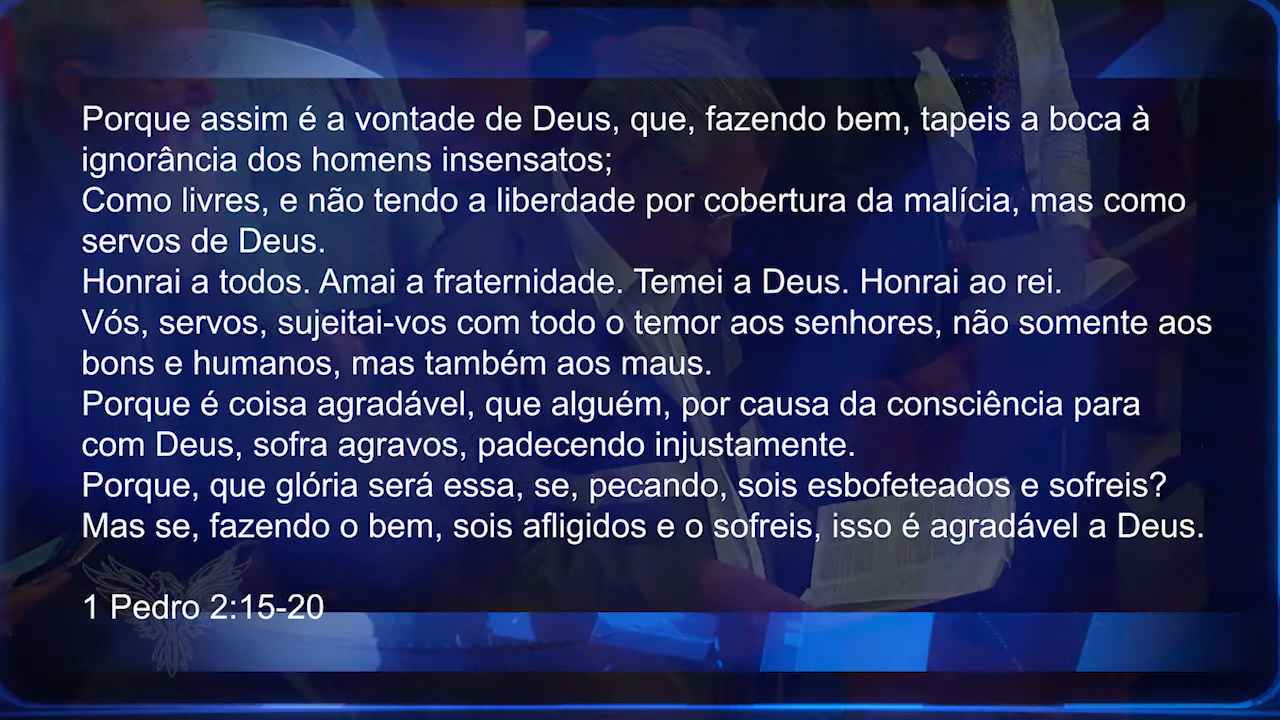 Porque assim é a vontade de Deus, que, fazendo bem, tapeis a boca à
ignorância dos homens insensatos;
Como livres, e não tendo a liberdade por cobertura da malícia, mas como
servos de Deus.
Honrai a todos. Amai a fraternidade. Temei a Deus. Honrai ao rei.
Vós, servos, sujeitai-vos com todo o temor aos senhores, não somente aos
bons e humanos, mas também aos maus.
Porque é coisa agradável, que alguém, por causa da consciência para
com Deus, sofra agravos, padecendo injustamente.
Porque, que glória será essa, se, pecando, sois esbofeteados e sofreis?
Mas se, fazendo o bem, sois afligidos e o sofreis, isso é agradável a Deus.
1 Pedro 2:15-20